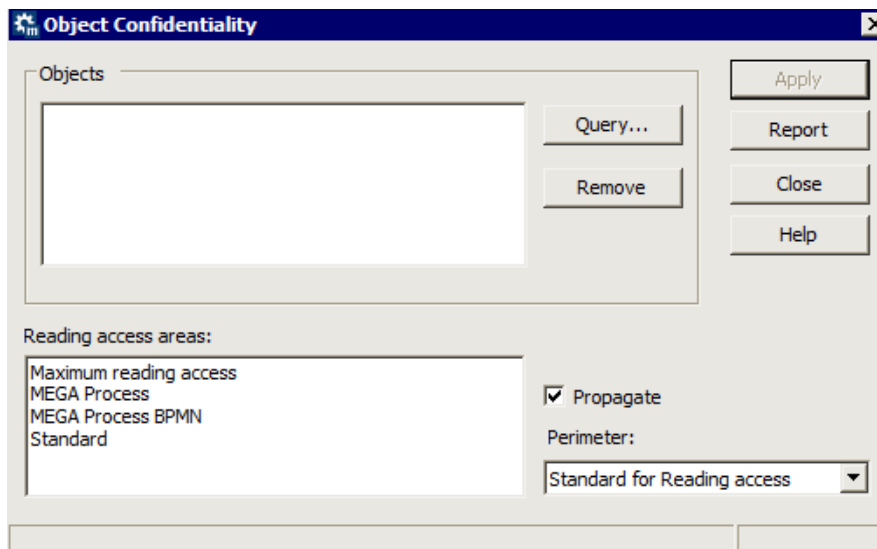 Object Confidentiality
Objects
Apply
Query...
Report
Remove
Close
Help
Reading access areas:
Maximum reading access
MEGA Process
MEGA Process BPMN
Standard
Propagate
Perimeter:
Standard for Reading access